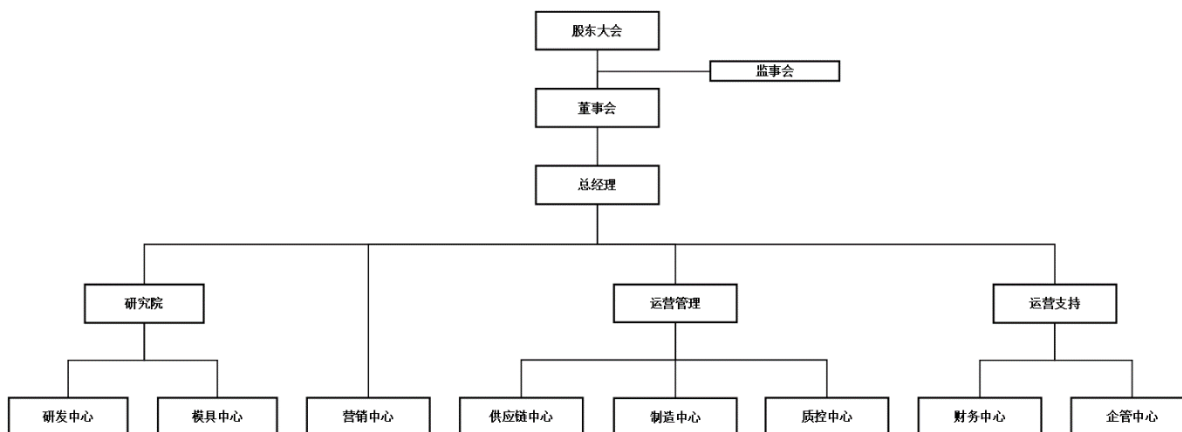 股东大会
监事会
董事会
总经理
研究院
运营管理
运营支持
研发中心
模具中心
营销中心
供应链中心
制造中心
质控中心
财务中心
企管中心